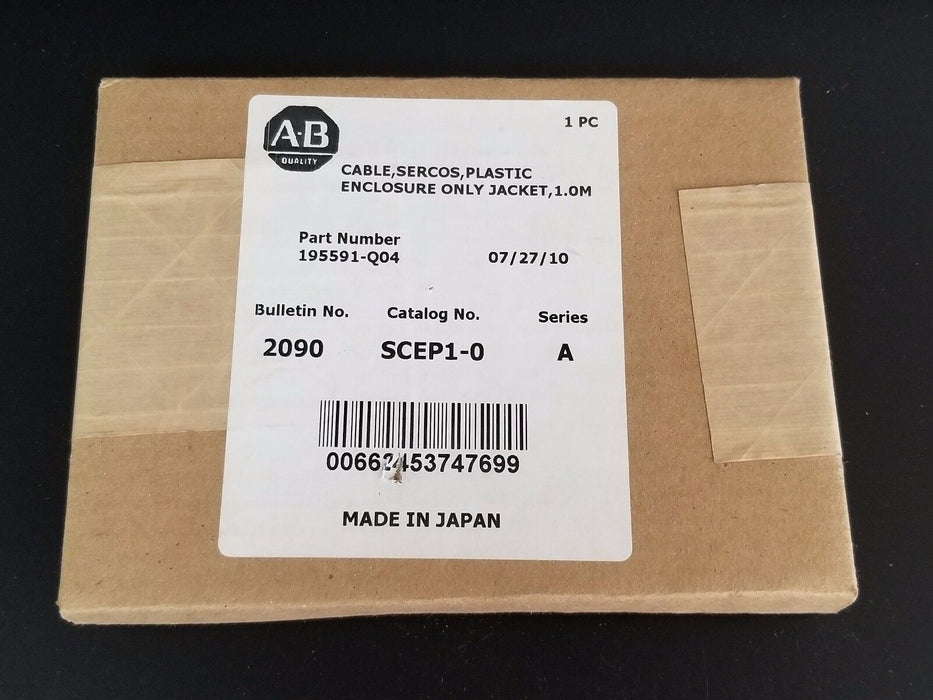 A-B
QUALITY
1 PC
CABLE,SERCOS,PLASTIC
ENCLOSURE ONLY JACKET,1.0M
Part Number
195591-Q04 07/27/10
Bulletin No. Catalog No. Series
2090 SCEP1-0 A
00662453747699
MADE IN JAPAN